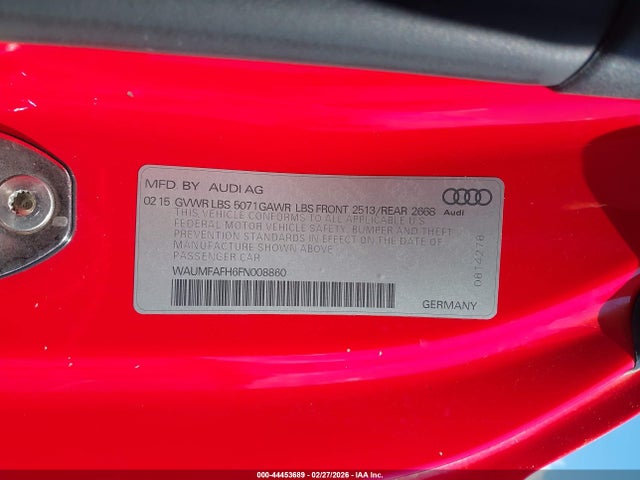 MFD. BY AUDI AG
02 15 GVWR LBS 5071 GAWR LBS FRONT 2513/REAR 2668
THIS VEHICLE CONFORMS TO ALL APPLICABLE U.S
FEDERAL MOTOR VEHICLE SAFETY, BUMPER AND THEFT
PREVENTION STANDARDS IN EFFECT ON THE DATE OF
MANUFACTURE SHOWN ABOVE
PASSENGER CAR
WAUMFAFH6FN008860
Audi
08T4278
GERMANY
000-44453689 - 02/27/2026 - IAA Inc.